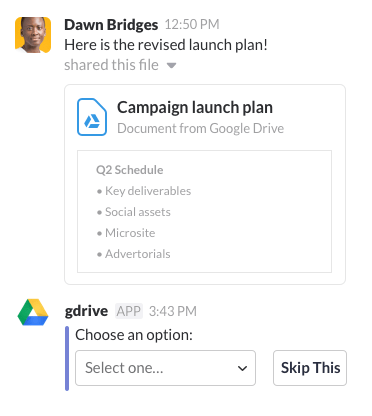 Dawn Bridges 12:50 PM
Here is the revised launch plan!
shared this file
Campaign launch plan
Document from Google Drive
Q2 Schedule
• Key deliverables
• Social assets
• Microsite
• Advertorials
gdrive APP 3:43 PM
Choose an option:
Select one... Skip This